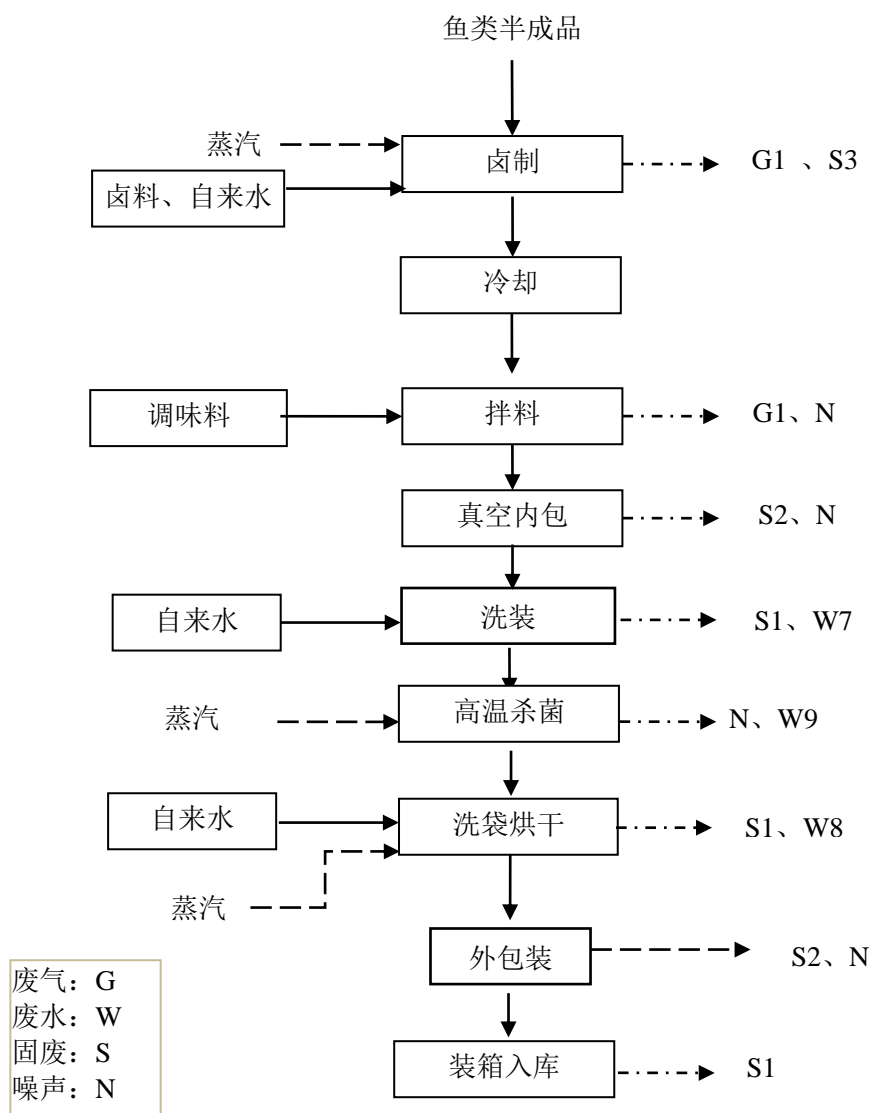 鱼类半成品
蒸汽
卤制
G1 、S3
卤料、自来水
冷却
调味料
拌料
G1、N
真空内包
S2、N
自来水
洗装
S1、W7
蒸汽
高温杀菌
N、W9
自来水
洗袋烘干
S1、W8
蒸汽
外包装
S2、N
废气：G
废水：W
固废：S
噪声：N
装箱入库
S1